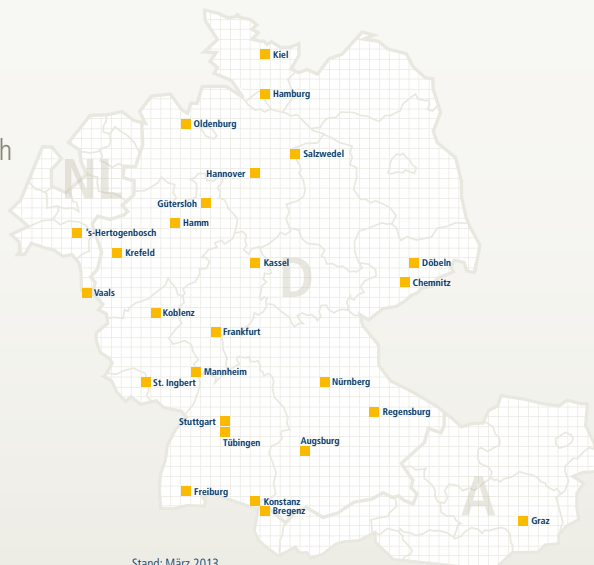 Kiel
Hamburg
Oldenburg
h
Salzwedel
NL
Hannover
Gütersloh
Hamm
's-Hertogenbosch
Krefeld
Kassel
Döbeln
D
Chemnitz
Vaals
Koblenz
Frankfurt
Mannheim
St. Ingbert
Nürnberg
Regensburg
Stuttgart
Tübingen
Augsburg
Freiburg
A
Konstanz
Bregenz
Graz
Stand: März 2013